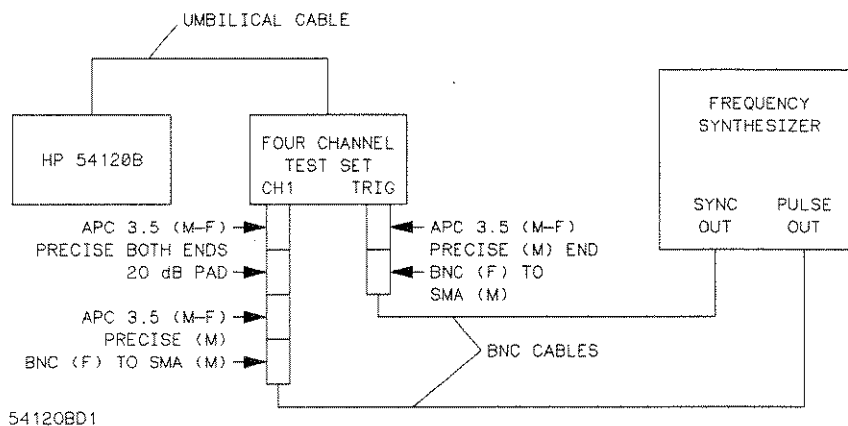 UMBILICAL CABLE
HP 54120B
FOUR CHANNEL
TEST SET
CH1 TRIG
FREQUENCY
SYNTHESIZER
SYNC PULSE
OUT OUT
APC 3.5 (M-F)
PRECISE BOTH ENDS
20 dB PAD
APC 3.5 (M-F)
PRECISE (M)
BNC (F) TO SMA (M)
APC 3.5 (M-F)
PRECISE (M) END
BNC (F) TO
SMA (M)
BNC CABLES
54120BD1